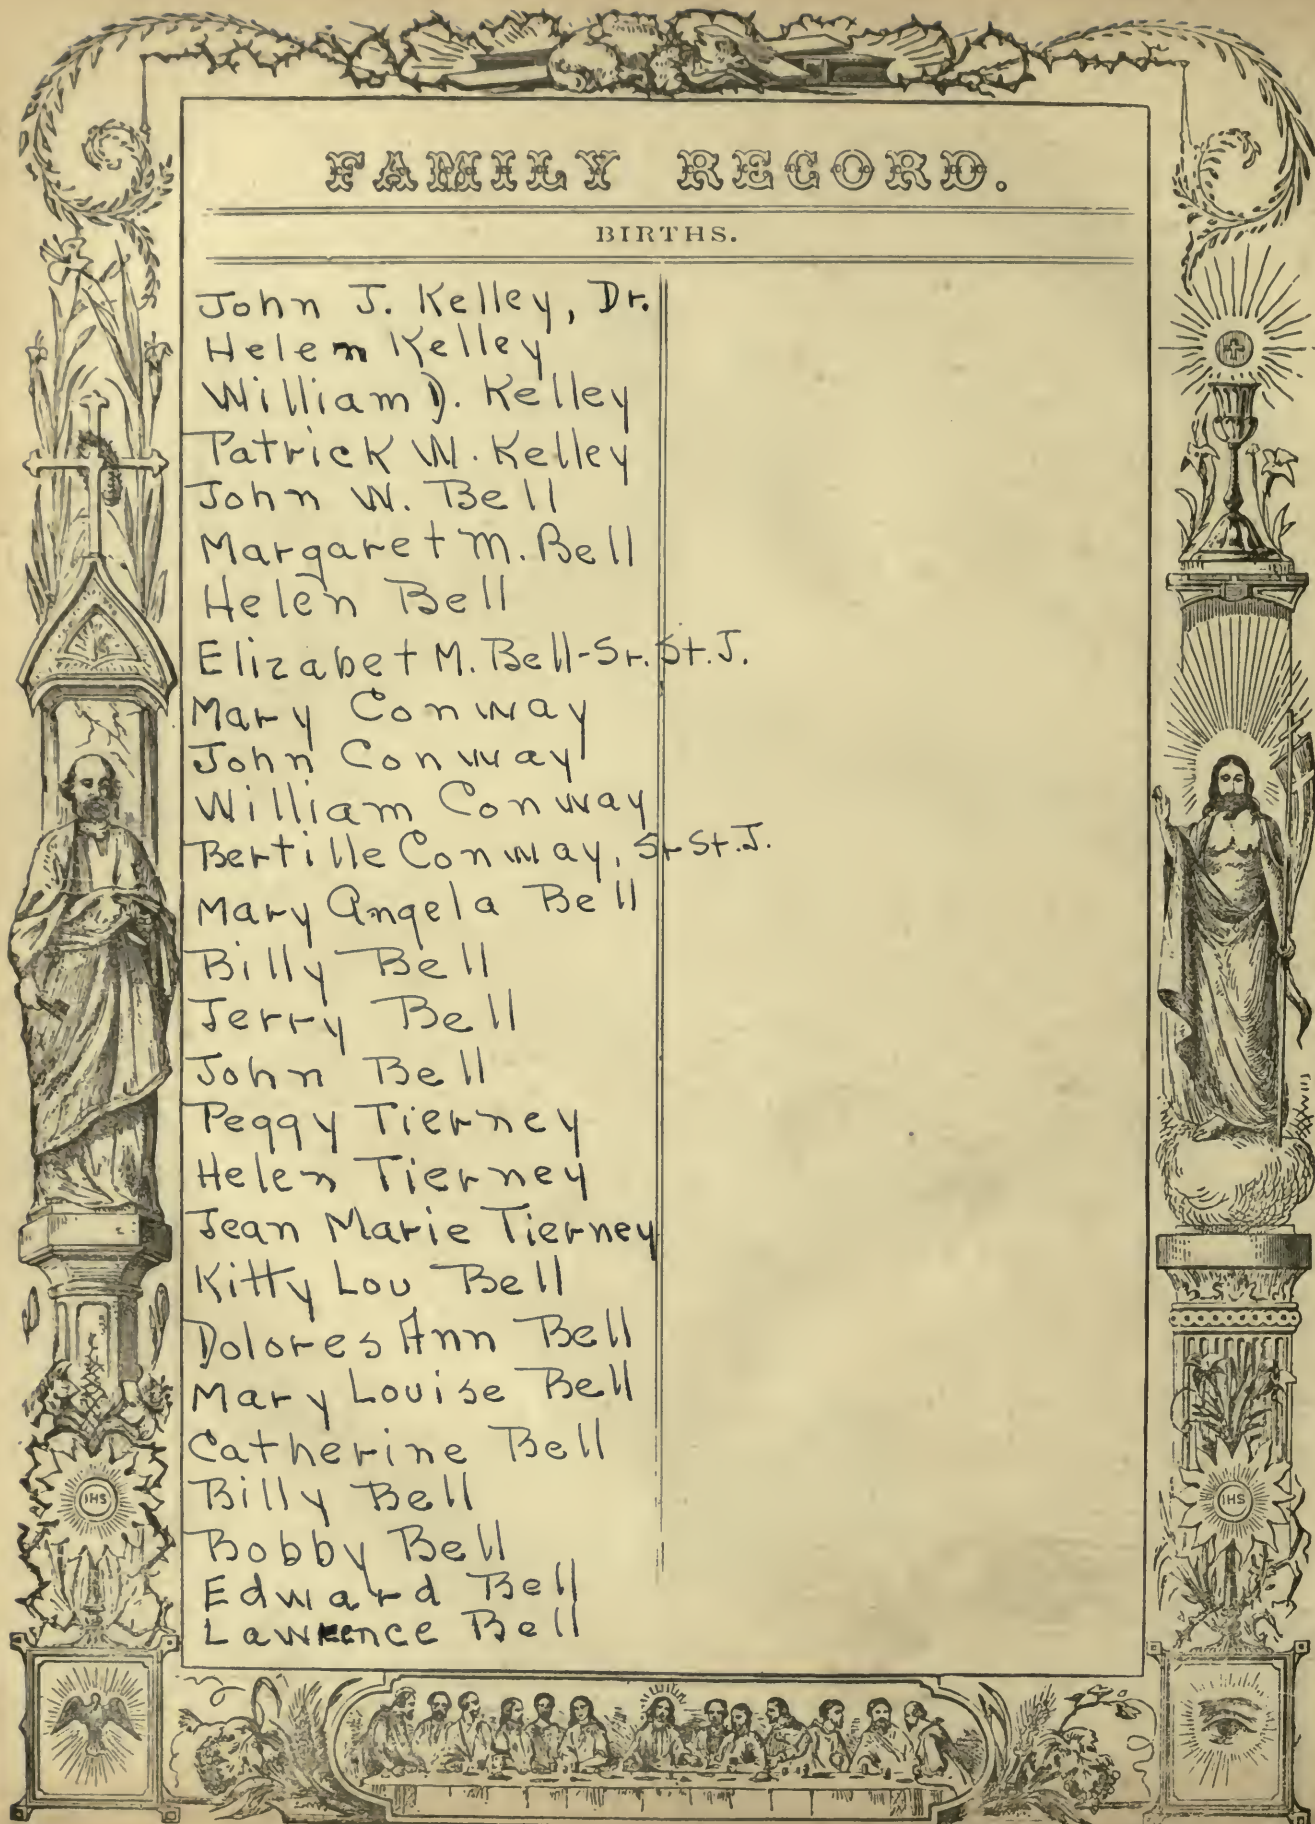 FAMILY RECORD.
BIRTHS.
John J. Kelley, Dr.
Helen Kelley
William D. Kelley
Patrick W. Kelley
John W. Bell
Margaret M. Bell
Helen Bell
Elizabet M. Bell-Sr. St. J.
Mary Conway
John Conway
William Conway
Bertille Conway, Sr St. J.
Mary Angela Bell
Billy Bell
Jerry Bell
John Bell
Peggy Tierney
Helen Tierney
Jean Marie Tierney
Kitty Lou Bell
Dolores Ann Bell
Mary Louise Bell
Catherine Bell
Billy Bell
IHS IHS
Bobby Bell
Edward Bell
Lawrence Bell